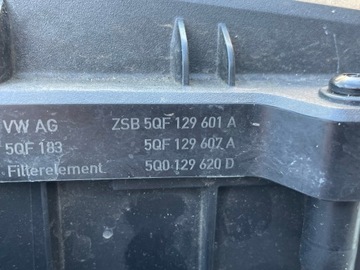 VW AG ZSB 5QF 129 601 A
5QF 183 5QF 129 607 A
Filterelement 5Q0 129 620 D